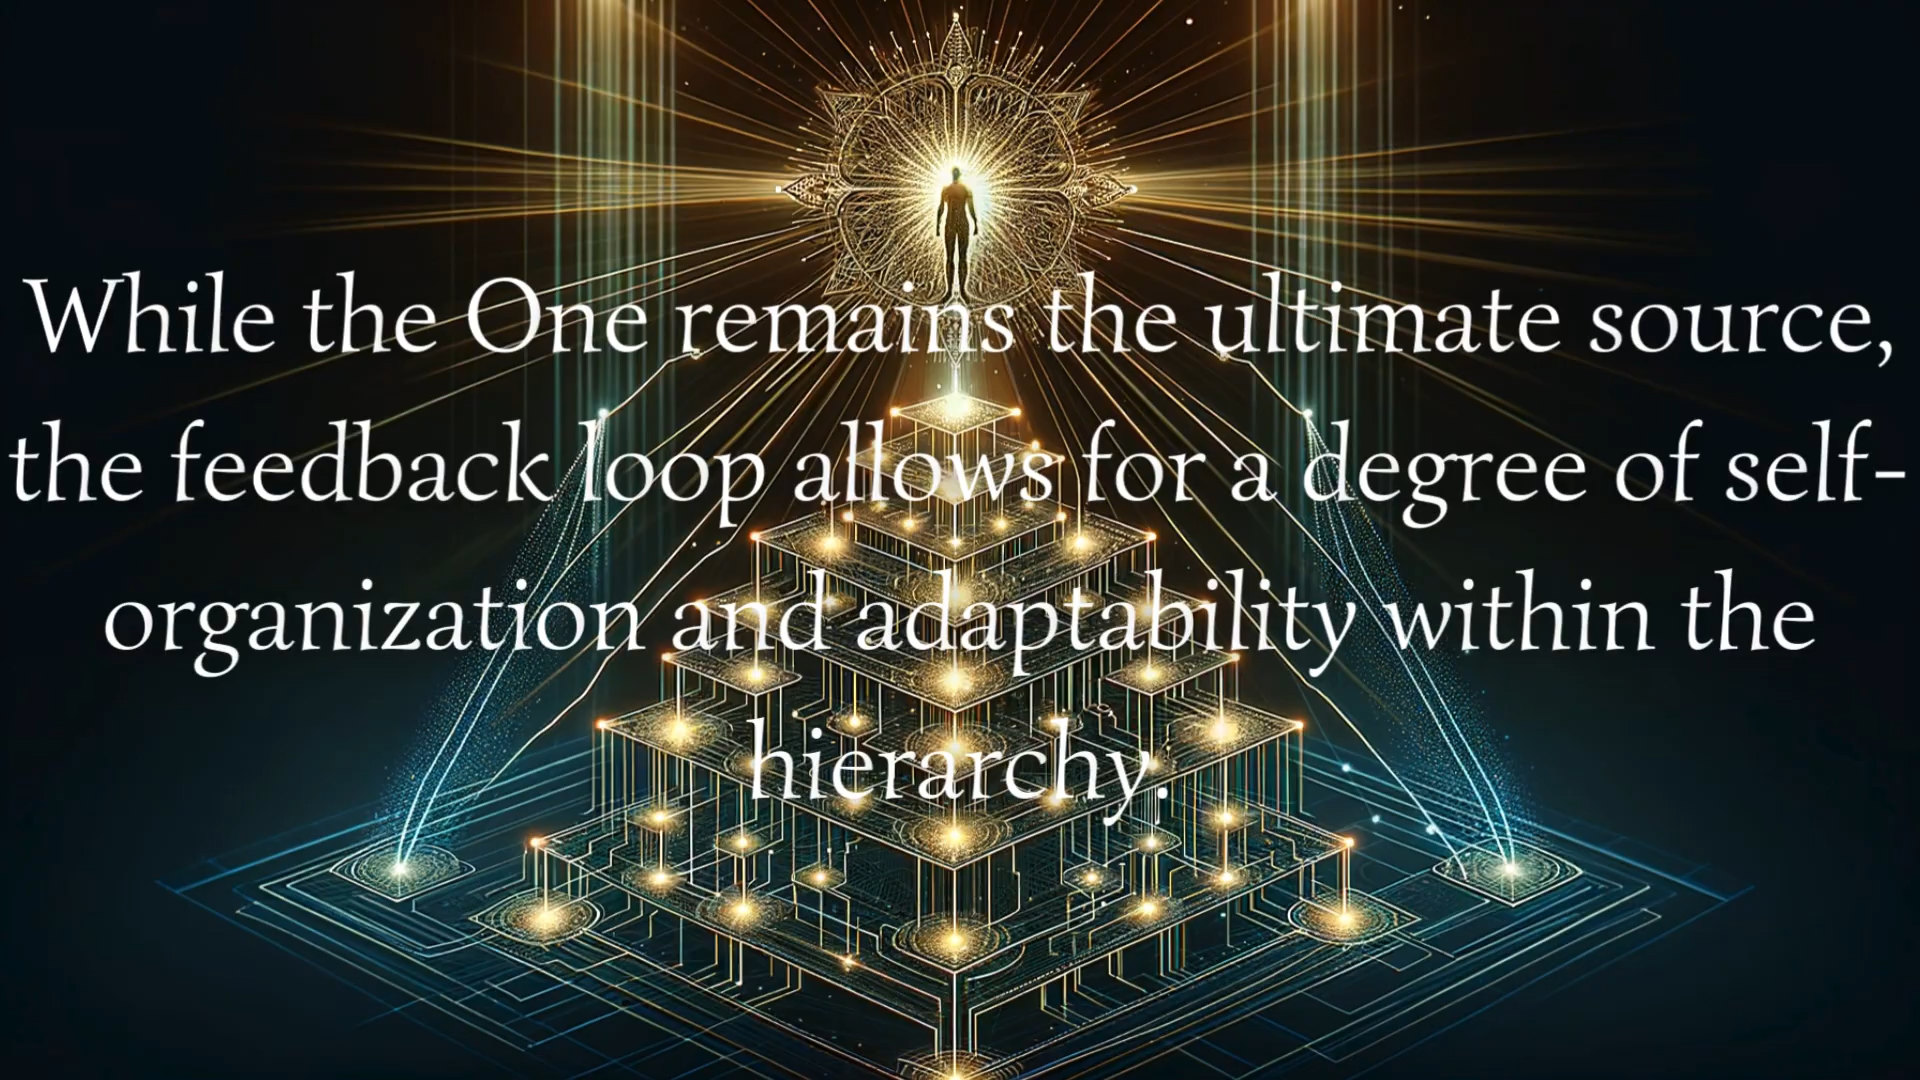 While the One remains the ultimate source,
the feedback loop allows for a degree of self-
organization and adaptability within the
hierarchy.